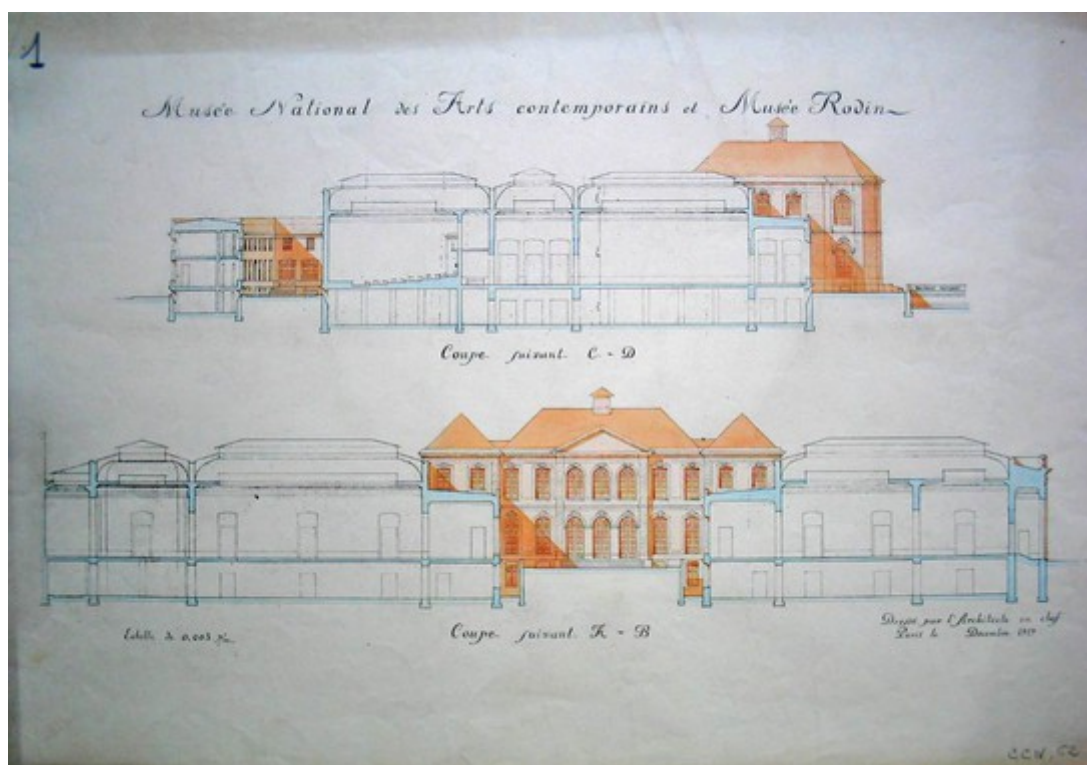 1
Musée National des Arts contemporains et Musée Rodin
Coupe suivant C - D
Coupe suivant A - B
Echelle de 0,005 p/m
Dressé par l'Architecte en chef
Paris le Décembre 1919